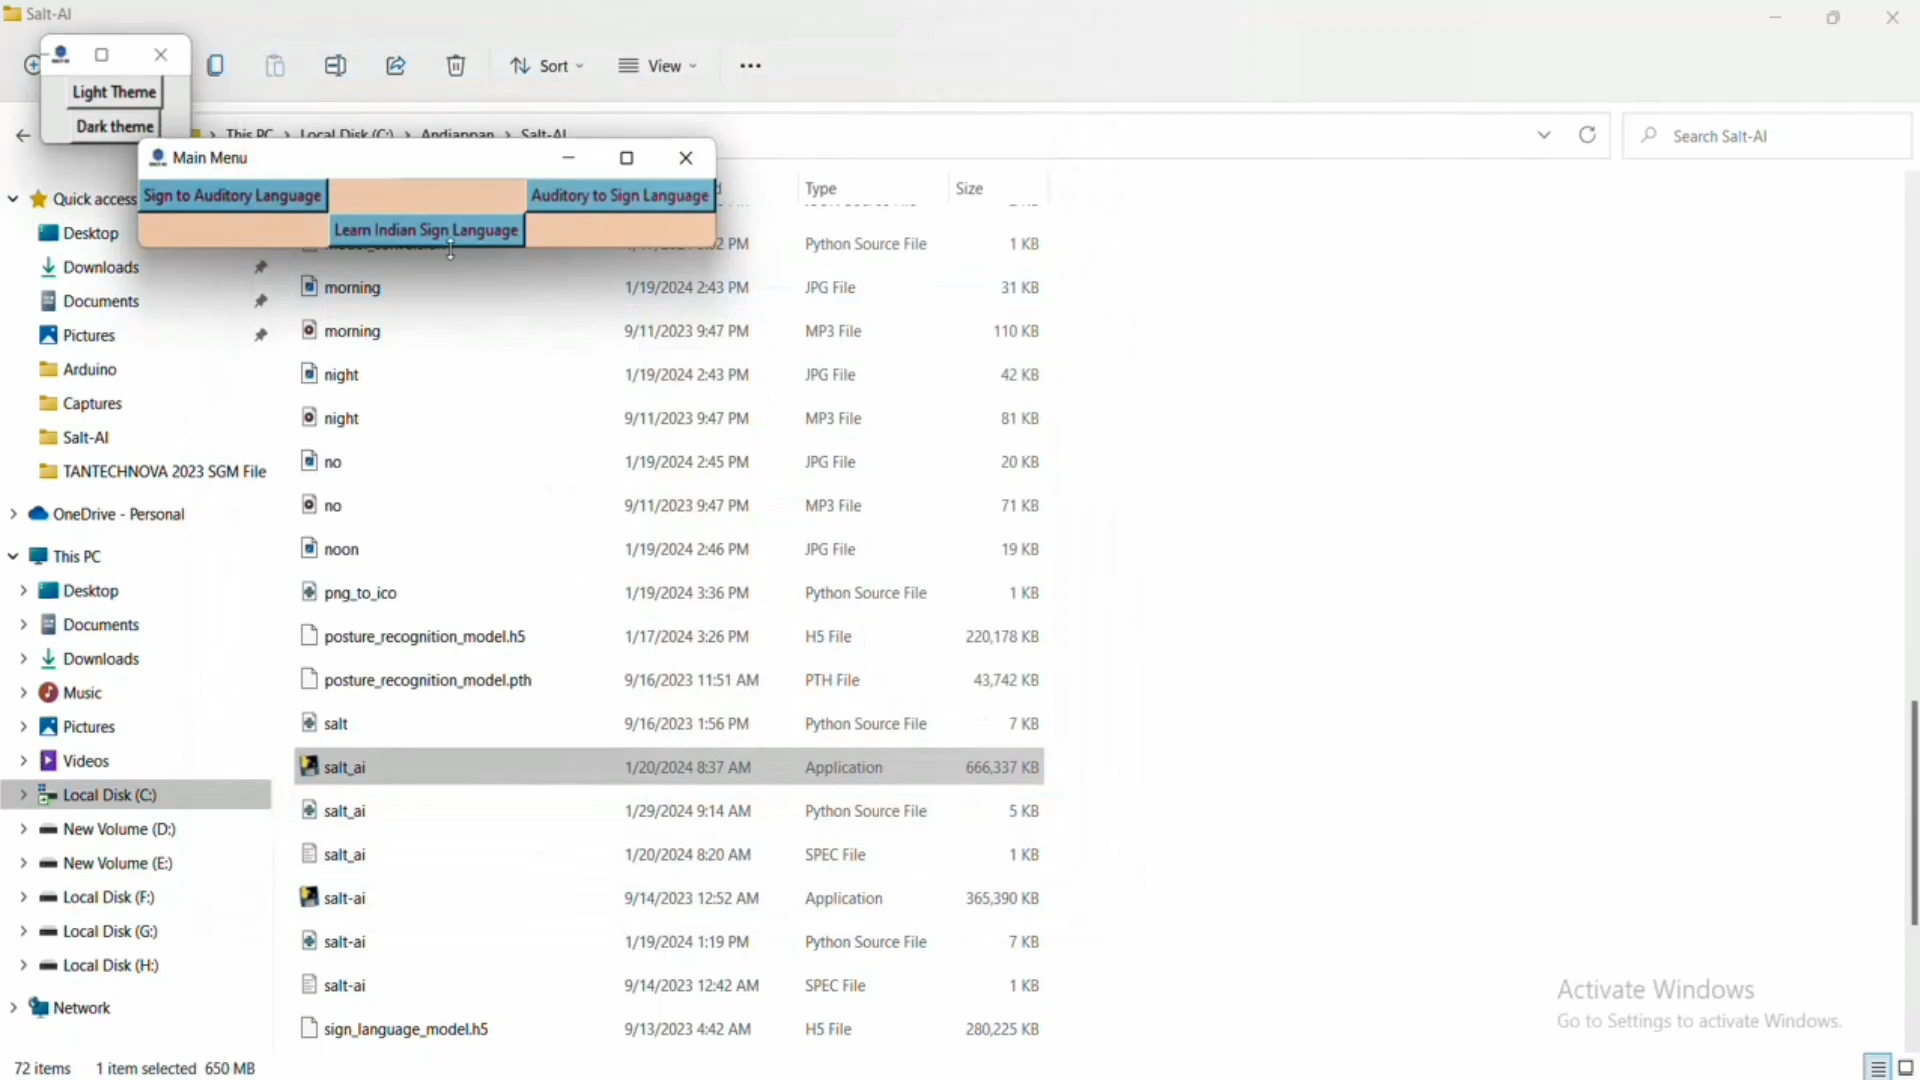 Salt-AI
Sort
View
Light Theme
Dark theme
This PC > Local Disk (C:) > Andiappan > Salt-AI
Search Salt-AI
Main Menu
Sign to Auditory Language
Auditory to Sign Language
Learn Indian Sign Language
Type
Size
Quick access
Desktop
Downloads
Documents
Pictures
Arduino
Captures
Salt-AI
TANTECHNOVA 2023 SGM File
OneDrive - Personal
This PC
Desktop
Documents
Downloads
Music
Pictures
Videos
Local Disk (C:)
New Volume (D:)
New Volume (E:)
Local Disk (F:)
Local Disk (G:)
Local Disk (H:)
Network
PM Python Source File 1 KB
morning 1/19/2024 2:43 PM JPG File 31 KB
morning 9/11/2023 9:47 PM MP3 File 110 KB
night 1/19/2024 2:43 PM JPG File 42 KB
night 9/11/2023 9:47 PM MP3 File 81 KB
no 1/19/2024 2:45 PM JPG File 20 KB
no 9/11/2023 9:47 PM MP3 File 71 KB
noon 1/19/2024 2:46 PM JPG File 19 KB
png_to_ico 1/19/2024 3:36 PM Python Source File 1 KB
posture_recognition_model.h5 1/17/2024 3:26 PM H5 File 220,178 KB
posture_recognition_model.pth 9/16/2023 11:51 AM PTH File 43,742 KB
salt 9/16/2023 1:56 PM Python Source File 7 KB
salt_ai 1/20/2024 8:37 AM Application 666,337 KB
salt_ai 1/29/2024 9:14 AM Python Source File 5 KB
salt_ai 1/20/2024 8:20 AM SPEC File 1 KB
salt-ai 9/14/2023 12:52 AM Application 365,390 KB
salt-ai 1/19/2024 1:19 PM Python Source File 7 KB
salt-ai 9/14/2023 12:42 AM SPEC File 1 KB
sign_language_model.h5 9/13/2023 4:42 AM H5 File 280,225 KB
Activate Windows
Go to Settings to activate Windows.
72 items 1 item selected 650 MB